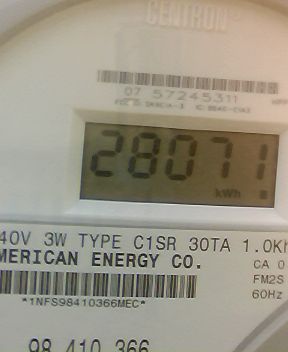 CENTRON
07 57245311
28071
kWh
40V 3W TYPE C1SR 30TA 1.0Kh
MERICAN ENERGY CO.
CA 0
FM2S
*1NFS98410366MEC*
60Hz
98 410 366